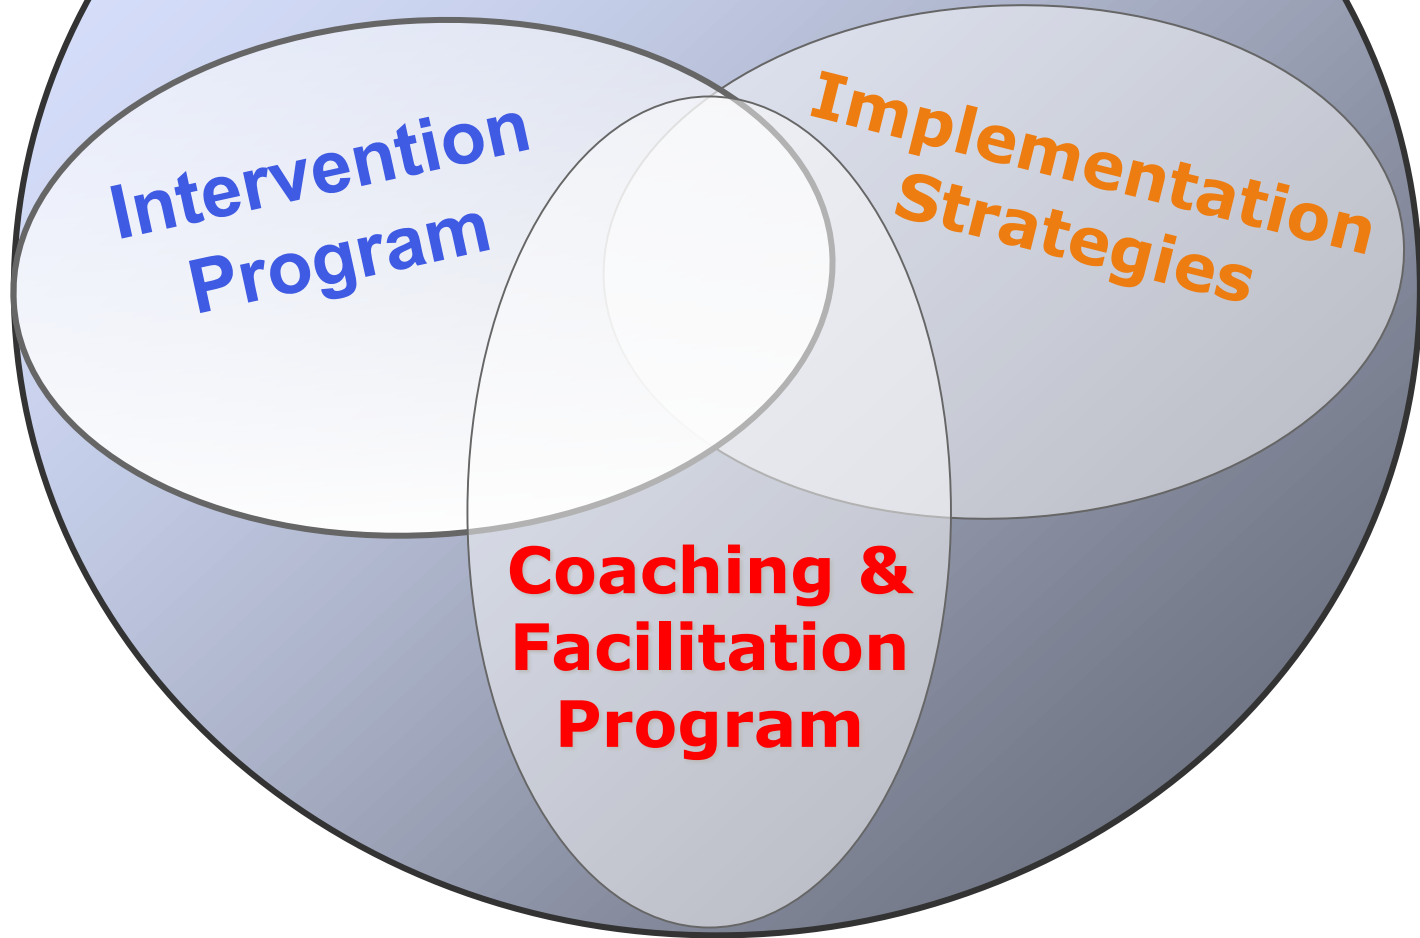 Intervention
Program
Implementation
Strategies
Coaching &
Facilitation
Program